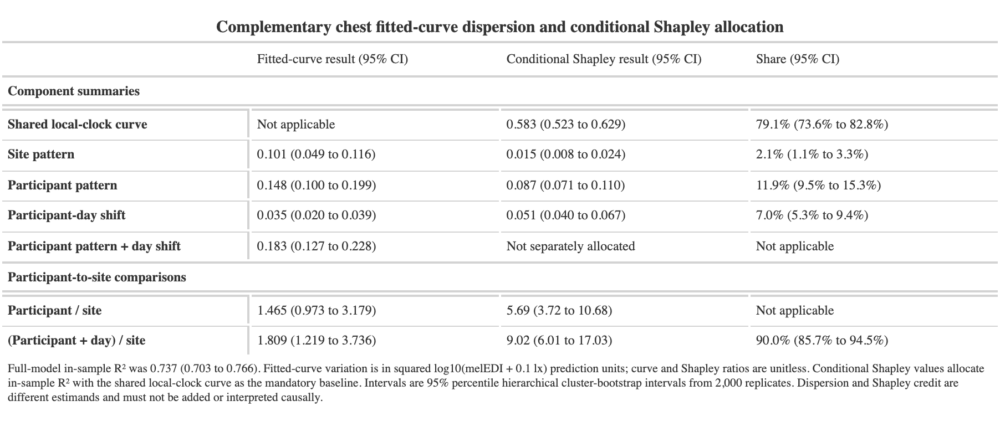 Complementary chest fitted-curve dispersion and conditional Shapley allocation
Fitted-curve result (95% CI) Conditional Shapley result (95% CI) Share (95% CI)
Component summaries
Shared local-clock curve Not applicable 0.583 (0.523 to 0.629) 79.1% (73.6% to 82.8%)
Site pattern 0.101 (0.049 to 0.116) 0.015 (0.008 to 0.024) 2.1% (1.1% to 3.3%)
Participant pattern 0.148 (0.100 to 0.199) 0.087 (0.071 to 0.110) 11.9% (9.5% to 15.3%)
Participant-day shift 0.035 (0.020 to 0.039) 0.051 (0.040 to 0.067) 7.0% (5.3% to 9.4%)
Participant pattern + day shift 0.183 (0.127 to 0.228) Not separately allocated Not applicable
Participant-to-site comparisons
Participant / site 1.465 (0.973 to 3.179) 5.69 (3.72 to 10.68) Not applicable
(Participant + day) / site 1.809 (1.219 to 3.736) 9.02 (6.01 to 17.03) 90.0% (85.7% to 94.5%)
Full-model in-sample R² was 0.737 (0.703 to 0.766). Fitted-curve variation is in squared log10(melEDI + 0.1 lx) prediction units; curve and Shapley ratios are unitless. Conditional Shapley values allocate
in-sample R² with the shared local-clock curve as the mandatory baseline. Intervals are 95% percentile hierarchical cluster-bootstrap intervals from 2,000 replicates. Dispersion and Shapley credit are
different estimands and must not be added or interpreted causally.